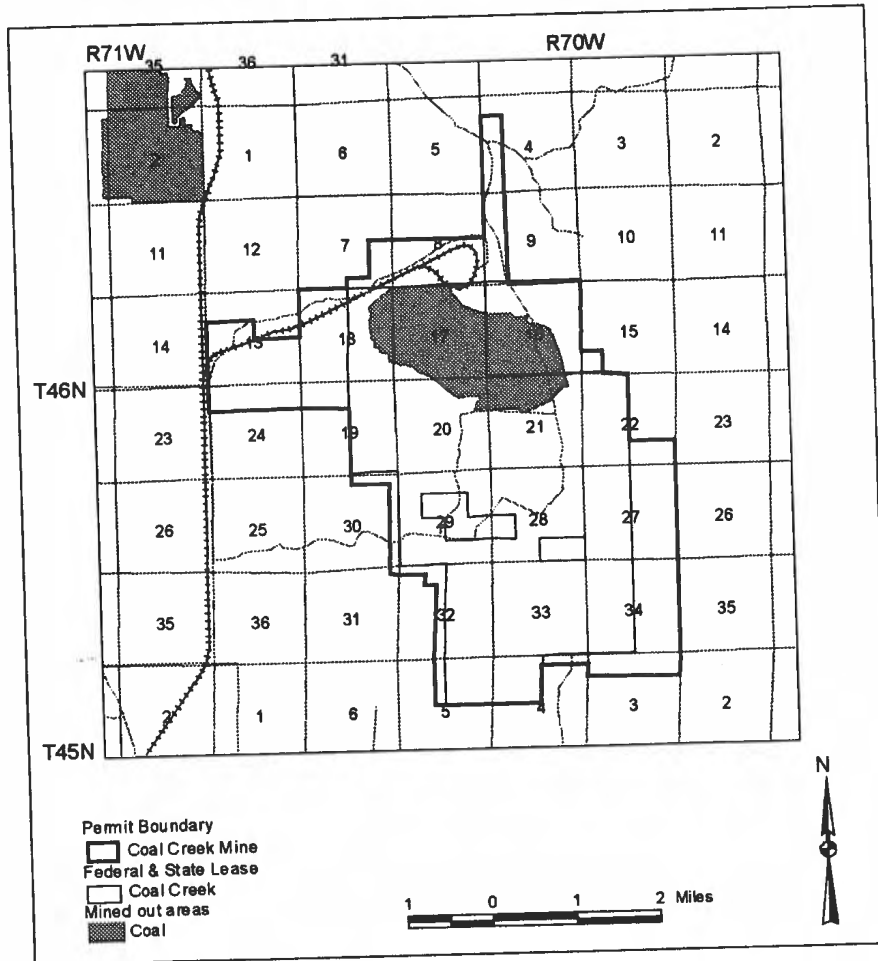 R71W R70W
35 36 31
2 1 6 5 4 3 2
11 12 7 8 9 10 11
14 13 18 17 16 15 14
T46N
23 24 19 20 21 22 23
26 25 30 29 28 27 26
35 36 31 32 33 34 35
2 1 6 5 4 3 2
T45N
N
Permit Boundary
Coal Creek Mine
Federal & State Lease
Coal Creek
Mined out areas
Coal
1 0 1 2 Miles